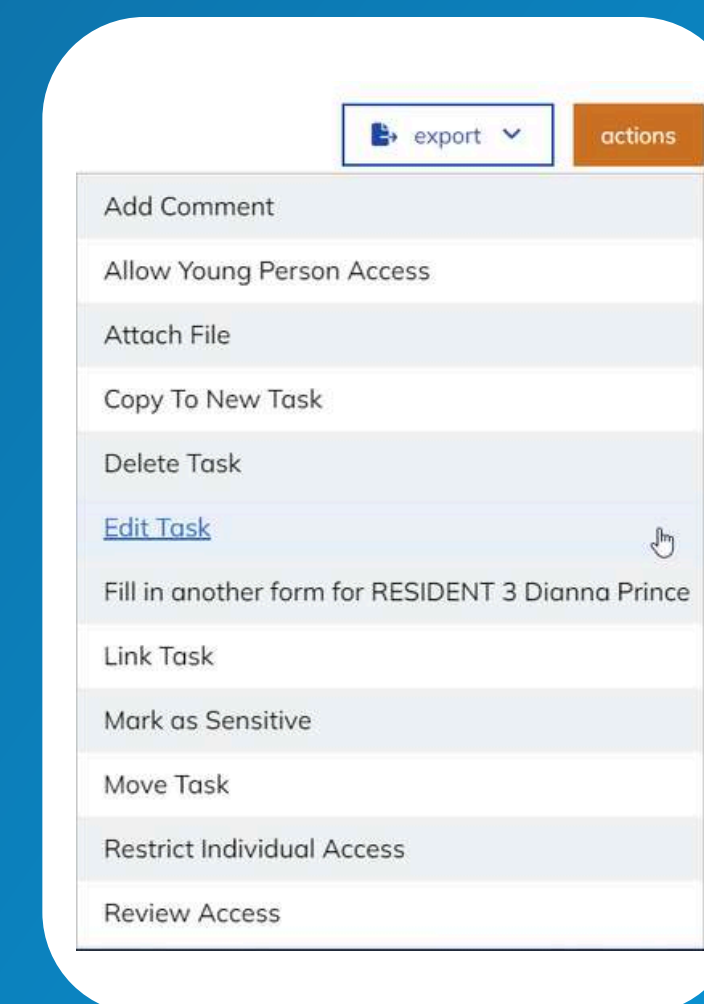 export
actions
Add Comment
Allow Young Person Access
Attach File
Copy To New Task
Delete Task
Edit Task
Fill in another form for RESIDENT 3 Dianna Prince
Link Task
Mark as Sensitive
Move Task
Restrict Individual Access
Review Access